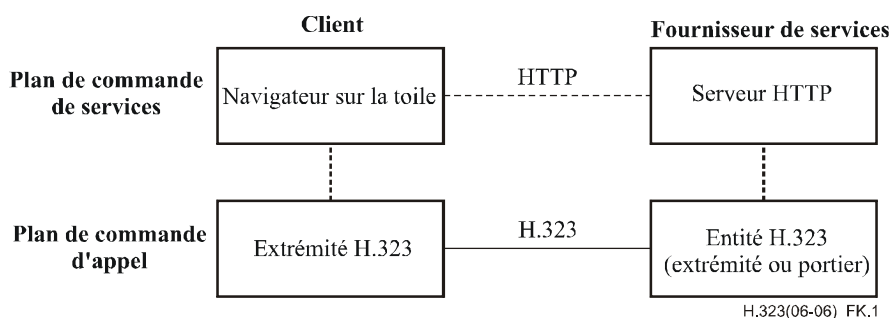 Client
Fournisseur de services
Plan de commande
de services
Navigateur sur la toile
HTTP
Serveur HTTP
Plan de commande
d'appel
Extrémité H.323
H.323
Entité H.323
(extrémité ou portier)
H.323(06-06)_FK.1